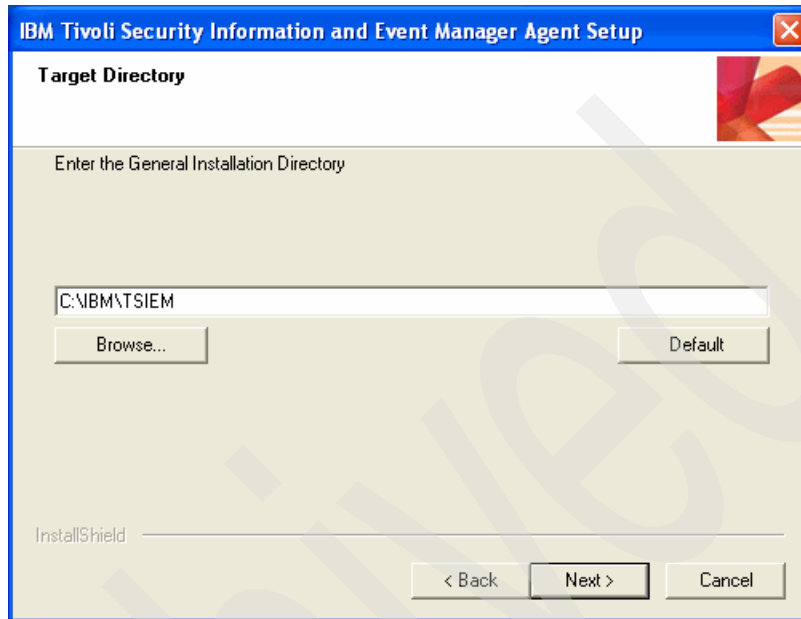 IBM Tivoli Security Information and Event Manager Agent Setup
Target Directory
Enter the General Installation Directory
C:\IBM\TSIEM
Browse...
Default
InstallShield
< Back
Next >
Cancel